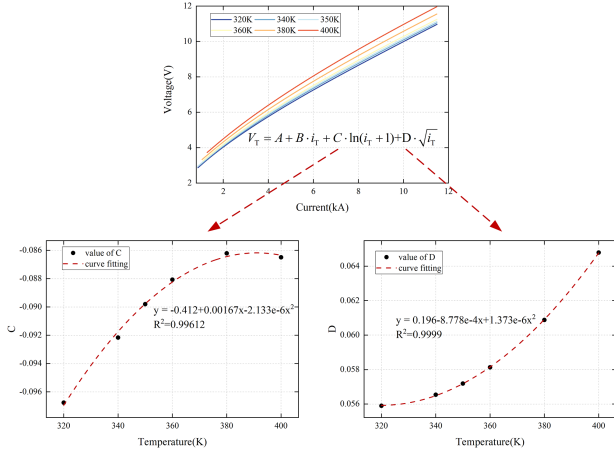 12
10
8
6
4
2
Voltage(V)
320K 340K 350K
360K 380K 400K
V_T = A + B · i_T + C · ln(i_T + 1)+D · √i_T
2 4 6 8 10 12
Current(kA)
-0.086
-0.088
-0.090
-0.092
-0.094
-0.096
C
value of C
curve fitting
y = -0.412+0.00167x-2.133e-6x²
R²=0.99612
320 340 360 380 400
Temperature(K)
0.064
0.062
0.060
0.058
0.056
D
value of D
curve fitting
y = 0.196-8.778e-4x+1.373e-6x²
R²=0.9999
320 340 360 380 400
Temperature(K)